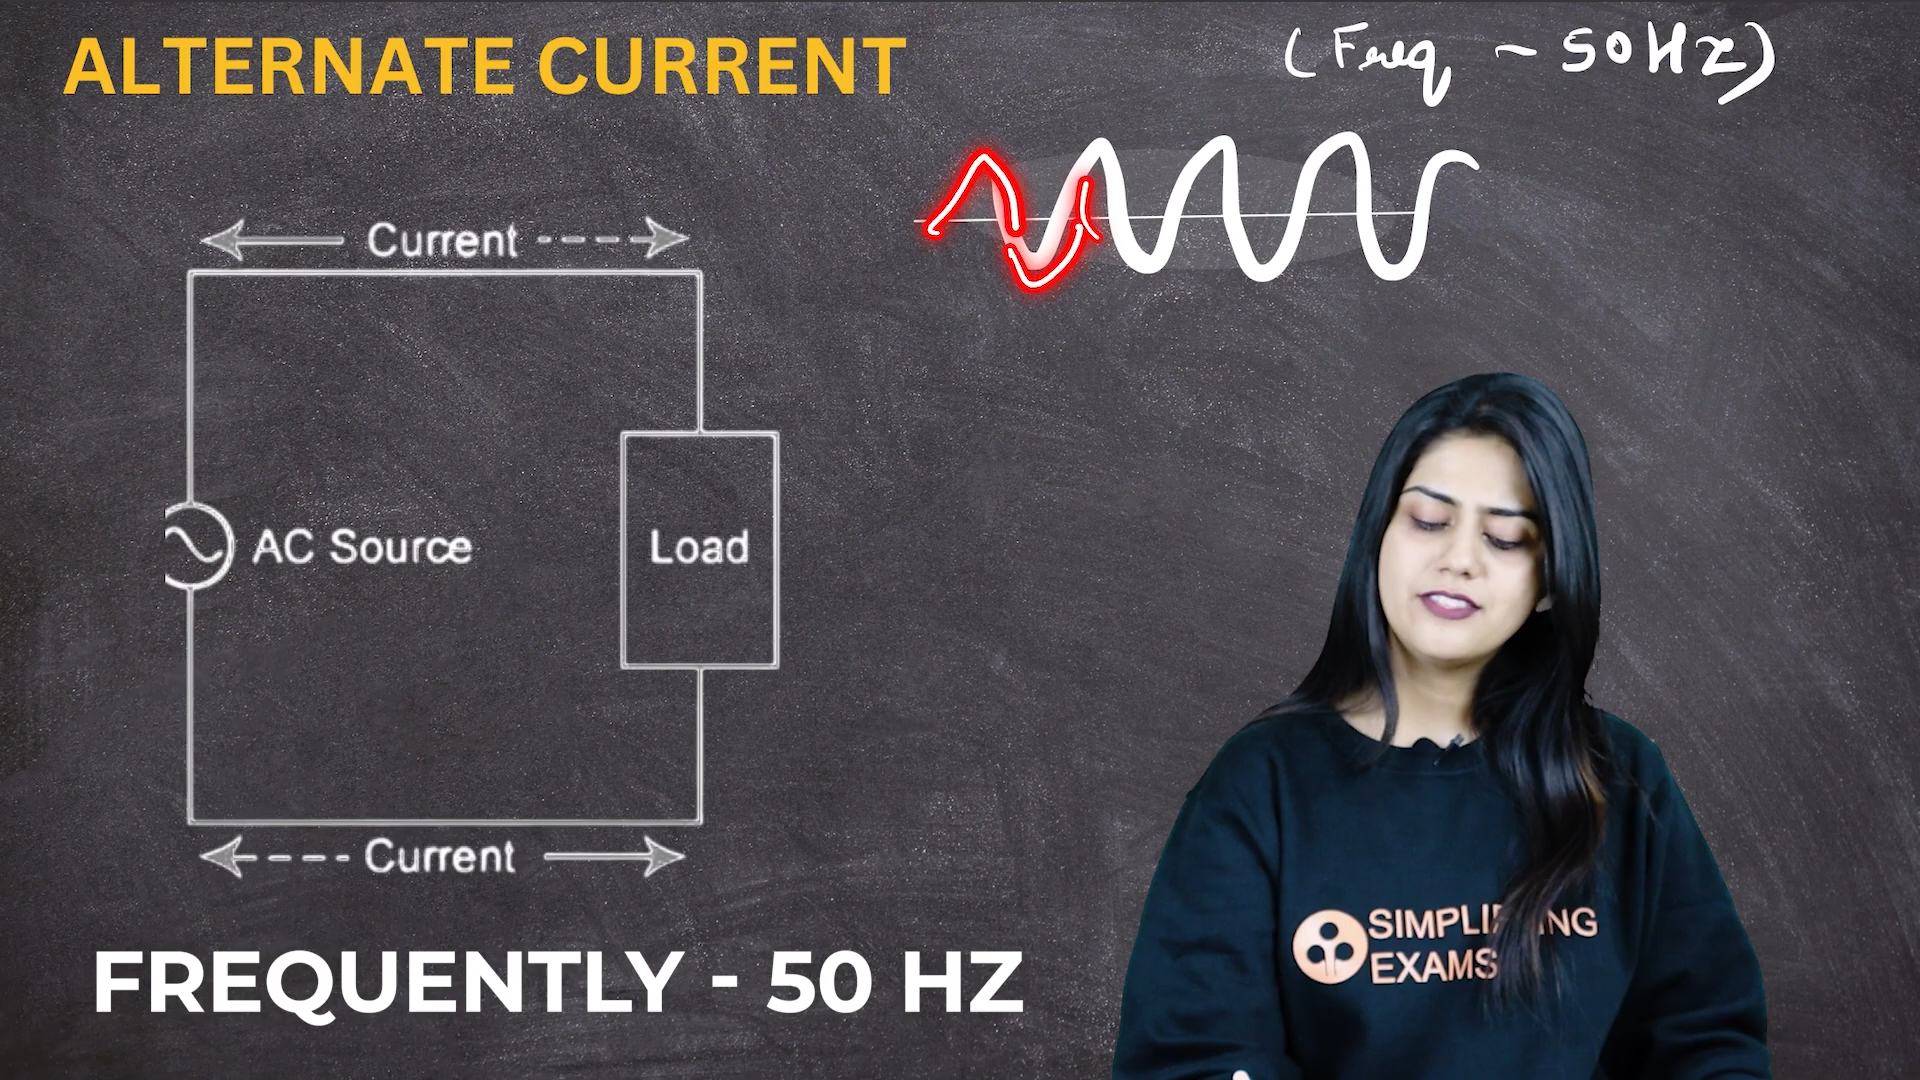 ALTERNATE CURRENT
(Freq ~ 50Hz)
Current
AC Source
Load
Current
FREQUENTLY - 50 HZ
SIMPLIFYING
EXAMS